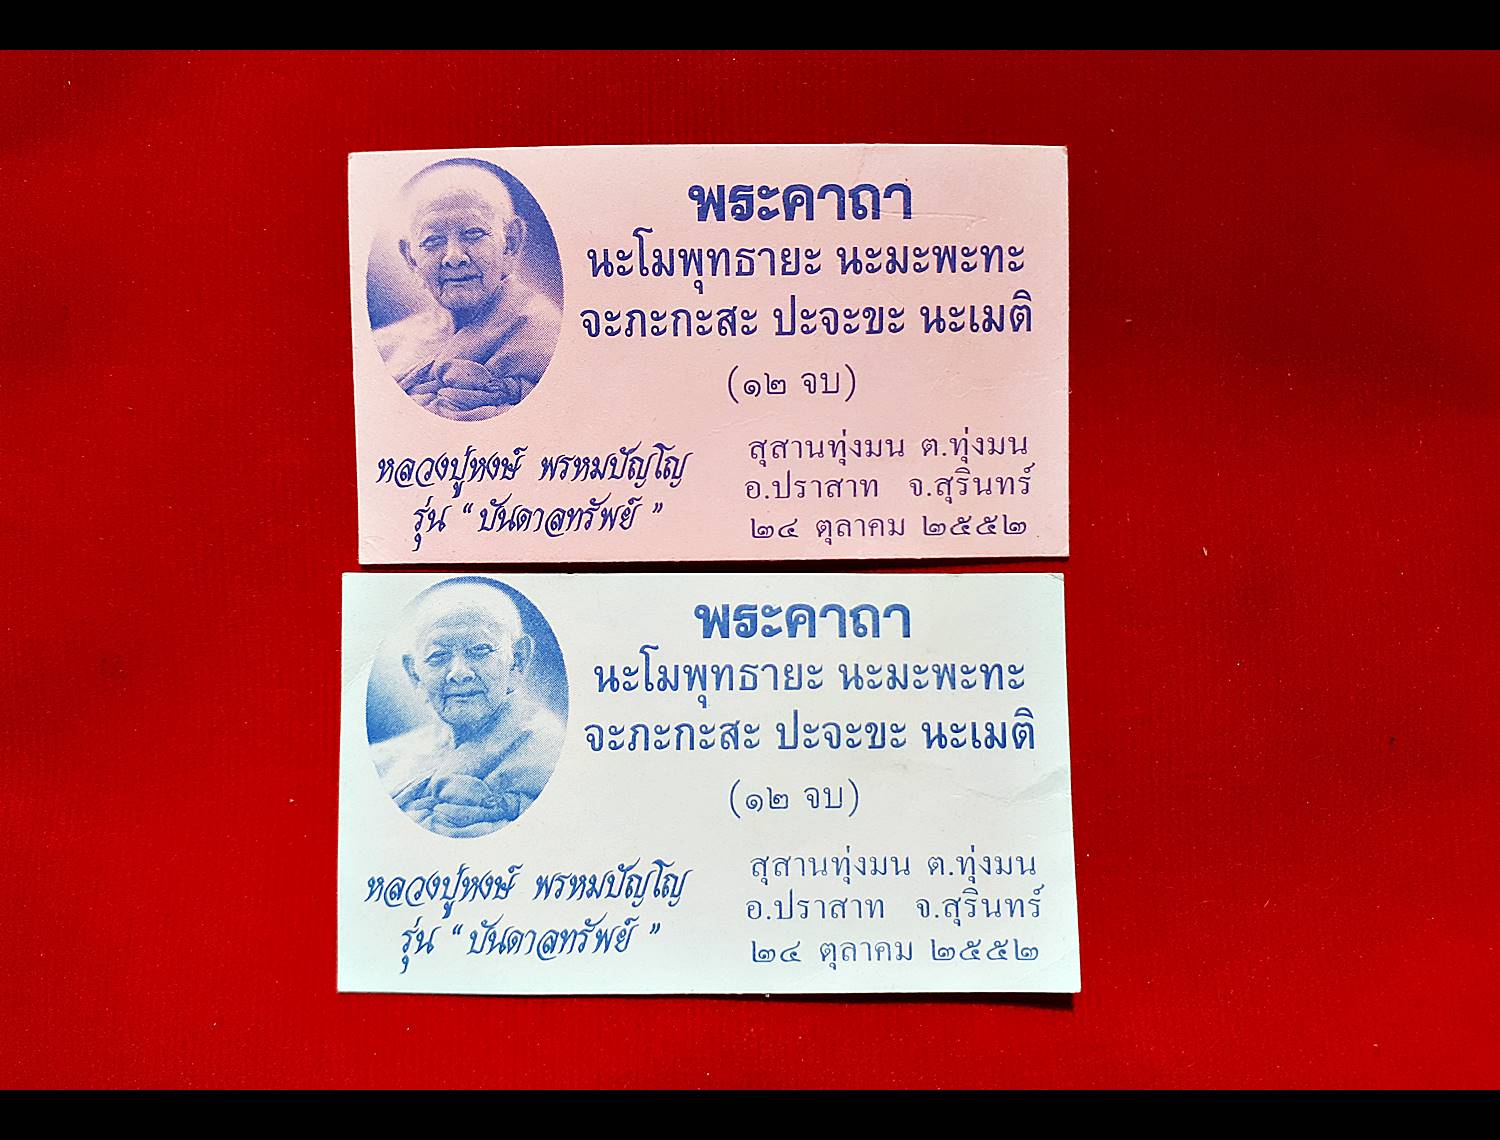 พระคาถา
นะโมพุทธายะ นะมะพะทะ
จะภะกะสะ ปะจะขะ นะเมติ
(๑๒ จบ)
หลวงปู่หงษ์ พรหมปัญโญ
รุ่น “ บันดาลทรัพย์ ”
สุสานทุ่งมน ต.ทุ่งมน
อ.ปราสาท จ.สุรินทร์
๒๔ ตุลาคม ๒๕๕๒
พระคาถา
นะโมพุทธายะ นะมะพะทะ
จะภะกะสะ ปะจะขะ นะเมติ
(๑๒ จบ)
หลวงปู่หงษ์ พรหมปัญโญ
รุ่น “ บันดาลทรัพย์ ”
สุสานทุ่งมน ต.ทุ่งมน
อ.ปราสาท จ.สุรินทร์
๒๔ ตุลาคม ๒๕๕๒